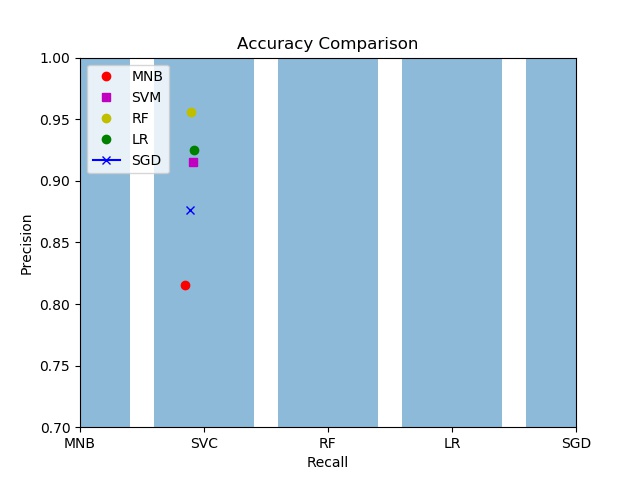 Accuracy Comparison
1.00
0.95
0.90
0.85
0.80
0.75
0.70
Precision
MNB
SVM
RF
LR
SGD
MNB SVC RF LR SGD
Recall